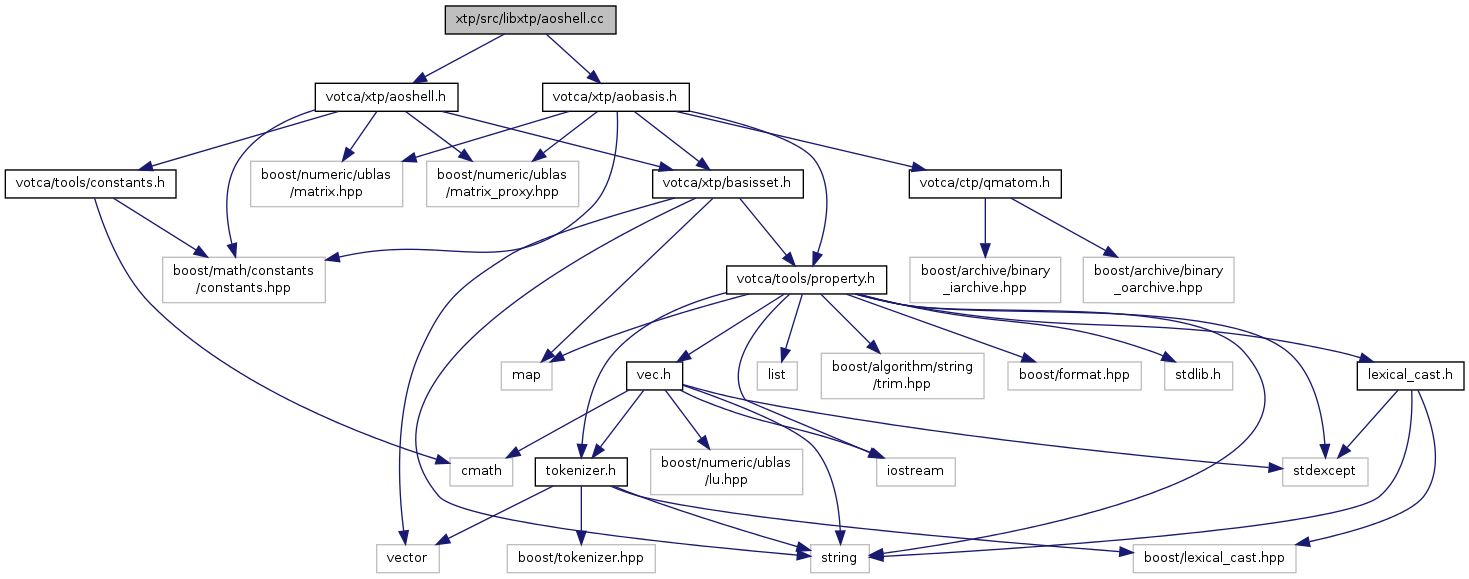 xtp/src/libxtp/aoshell.cc
votca/xtp/aoshell.h
votca/xtp/aobasis.h
votca/tools/constants.h
boost/numeric/ublas
/matrix.hpp
boost/numeric/ublas
/matrix_proxy.hpp
votca/xtp/basisset.h
votca/ctp/qmatom.h
boost/math/constants
/constants.hpp
votca/tools/property.h
boost/archive/binary
_iarchive.hpp
boost/archive/binary
_oarchive.hpp
map
vec.h
list
boost/algorithm/string
/trim.hpp
boost/format.hpp
stdlib.h
lexical_cast.h
cmath
tokenizer.h
boost/numeric/ublas
/lu.hpp
iostream
stdexcept
vector
boost/tokenizer.hpp
string
boost/lexical_cast.hpp